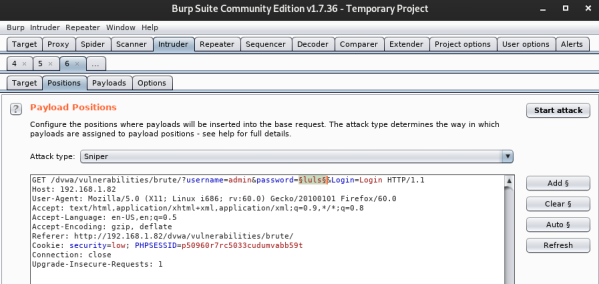 Burp Suite Community Edition v1.7.36 - Temporary Project
Burp Intruder Repeater Window Help
Target Proxy Spider Scanner Intruder Repeater Sequencer Decoder Comparer Extender Project options User options Alerts
4 × 5 × 6 × ...
Target Positions Payloads Options
? Payload Positions
Start attack
Configure the positions where payloads will be inserted into the base request. The attack type determines the way in which
payloads are assigned to payload positions - see help for full details.
Attack type: Sniper
GET /dvwa/vulnerabilities/brute/?username=admin&password=§luls§&Login=Login HTTP/1.1
Host: 192.168.1.82
User-Agent: Mozilla/5.0 (X11; Linux i686; rv:60.0) Gecko/20100101 Firefox/60.0
Accept: text/html,application/xhtml+xml,application/xml;q=0.9,*/*;q=0.8
Accept-Language: en-US,en;q=0.5
Accept-Encoding: gzip, deflate
Referer: http://192.168.1.82/dvwa/vulnerabilities/brute/
Cookie: security=low; PHPSESSID=p50960r7rc5033cudumvabb59t
Connection: close
Upgrade-Insecure-Requests: 1
Add §
Clear §
Auto §
Refresh